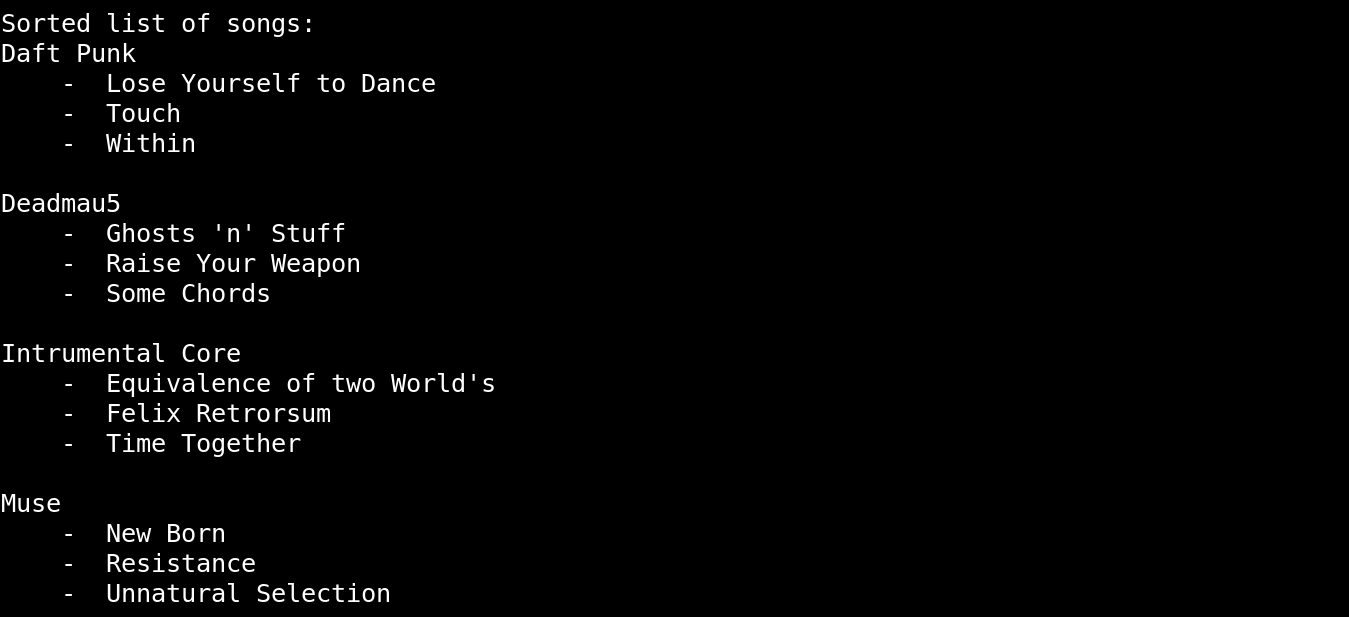 Sorted list of songs:
Daft Punk
    -  Lose Yourself to Dance
    -  Touch
    -  Within

Deadmau5
    -  Ghosts 'n' Stuff
    -  Raise Your Weapon
    -  Some Chords

Intrumental Core
    -  Equivalence of two World's
    -  Felix Retrorsum
    -  Time Together

Muse
    -  New Born
    -  Resistance
    -  Unnatural Selection